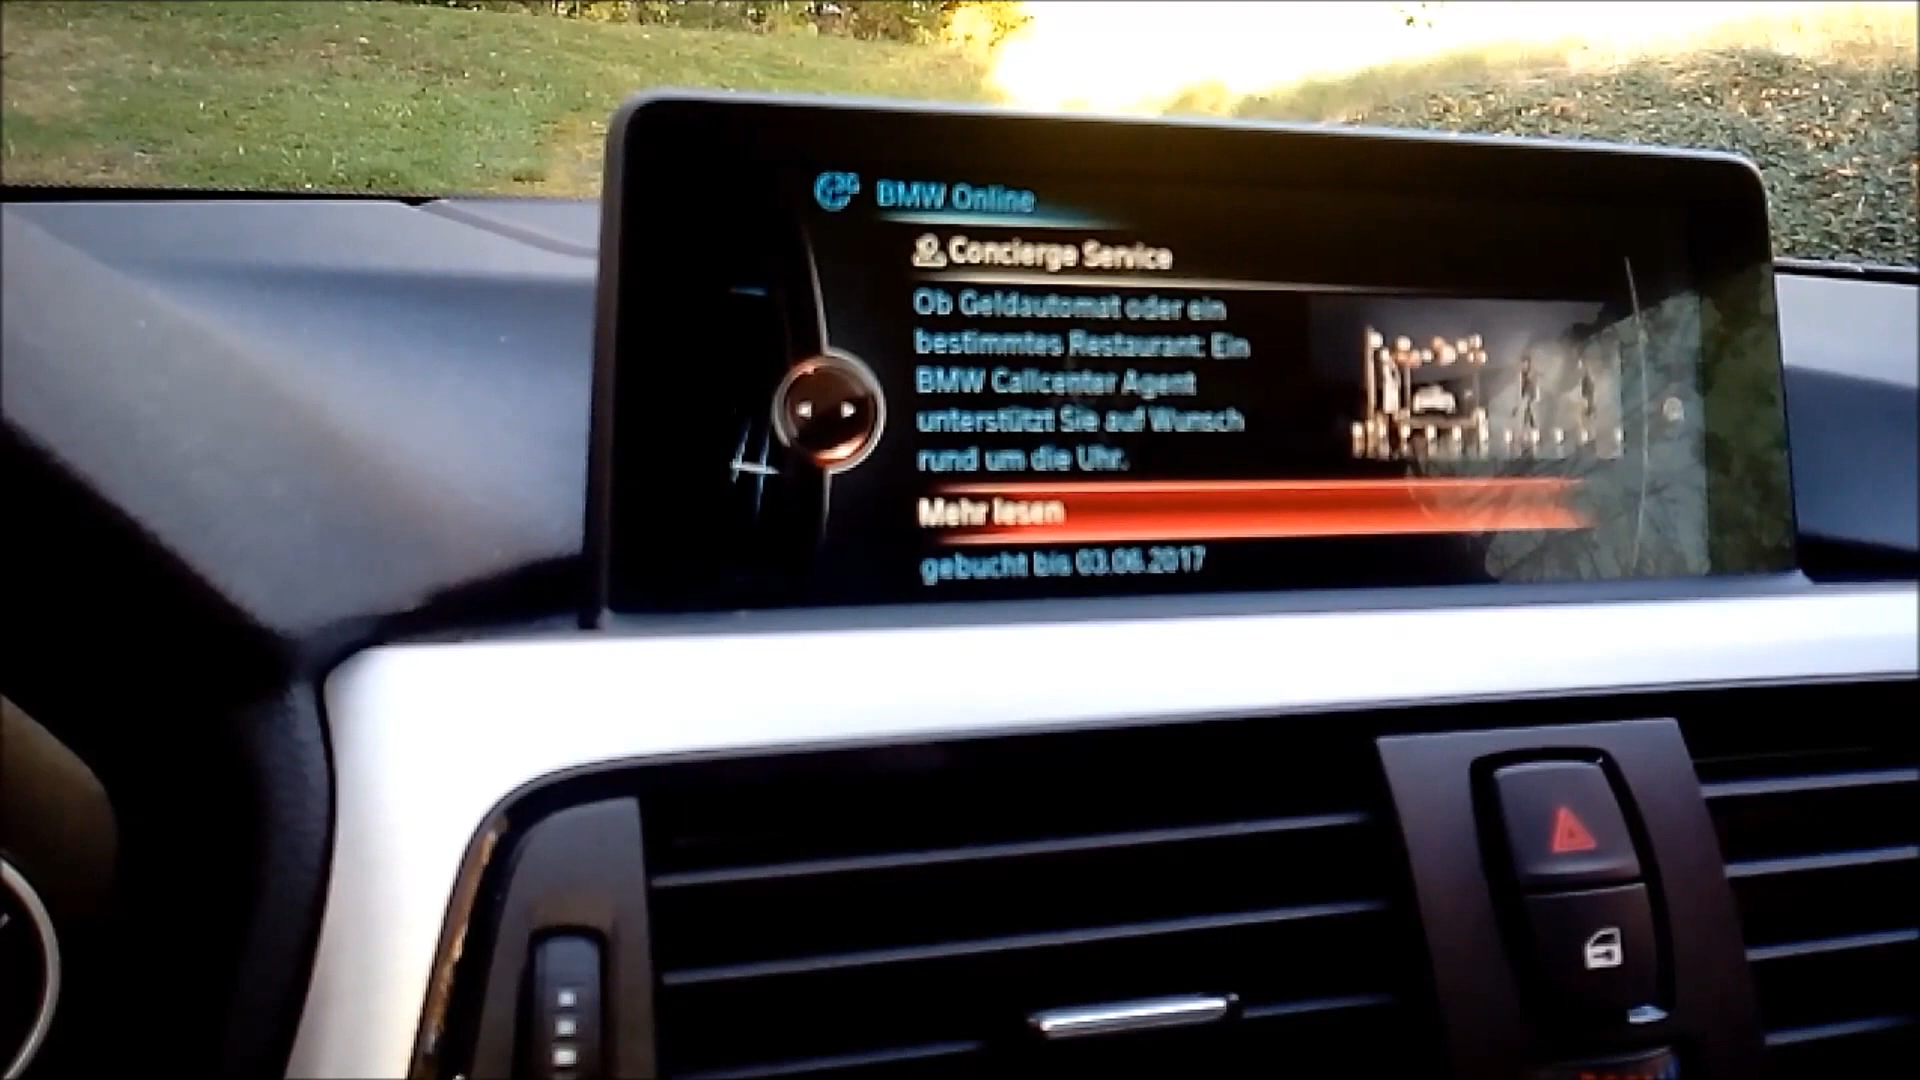 BMW Online
Concierge Service
Ob Geldautomat oder ein
bestimmtes Restaurant: Ein
BMW Callcenter Agent
unterstützt Sie auf Wunsch
rund um die Uhr.
Mehr lesen
gebucht bis 03.06.2017